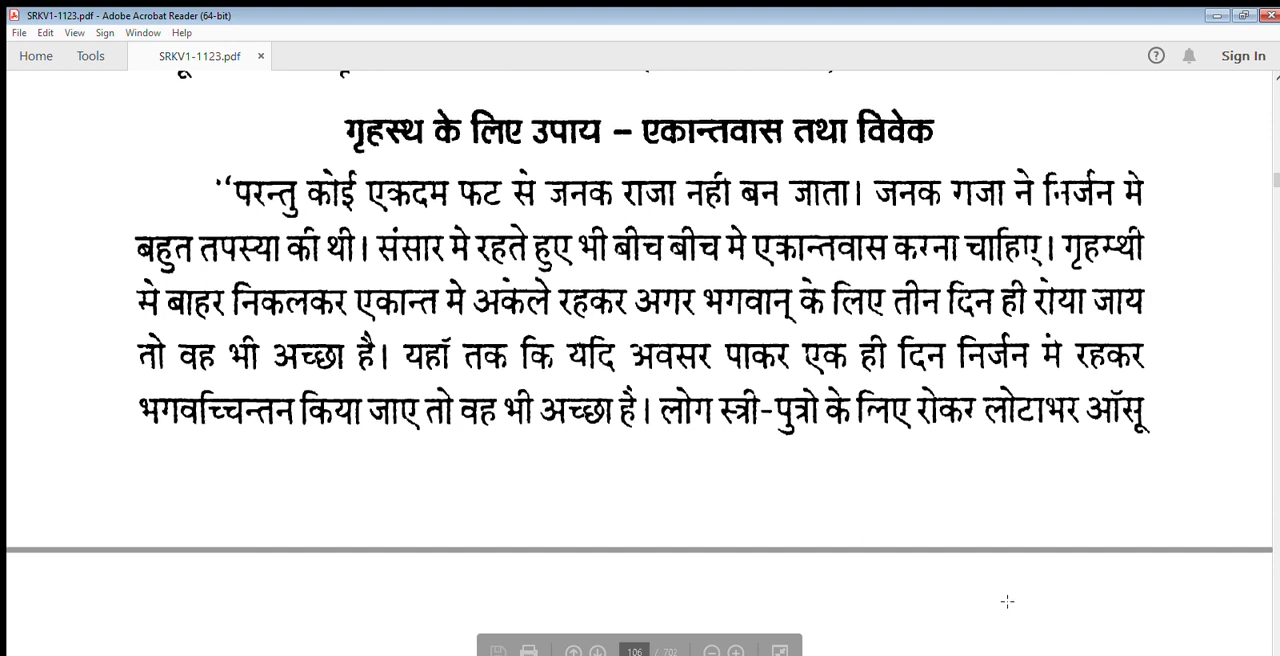 SRKV1-1123.pdf - Adobe Acrobat Reader (64-bit)
File Edit View Sign Window Help
Home Tools SRKV1-1123.pdf × Sign In
गृहस्थ के लिए उपाय – एकान्तवास तथा विवेक
“परन्तु कोई एकदम फट से जनक राजा नही बन जाता। जनक राजा ने निर्जन मे
बहुत तपस्या की थी। संसार मे रहते हुए भी बीच बीच मे एकान्तवास करना चाहिए। गृहस्थी
से बाहर निकलकर एकान्त मे अकेले रहकर अगर भगवान् के लिए तीन दिन ही रोया जाय
तो वह भी अच्छा है। यहाँ तक कि यदि अवसर पाकर एक ही दिन निर्जन मे रहकर
भगवच्चिन्तन किया जाए तो वह भी अच्छा है। लोग स्त्री-पुत्रो के लिए रोकर लोटाभर आँसू
106 / 702